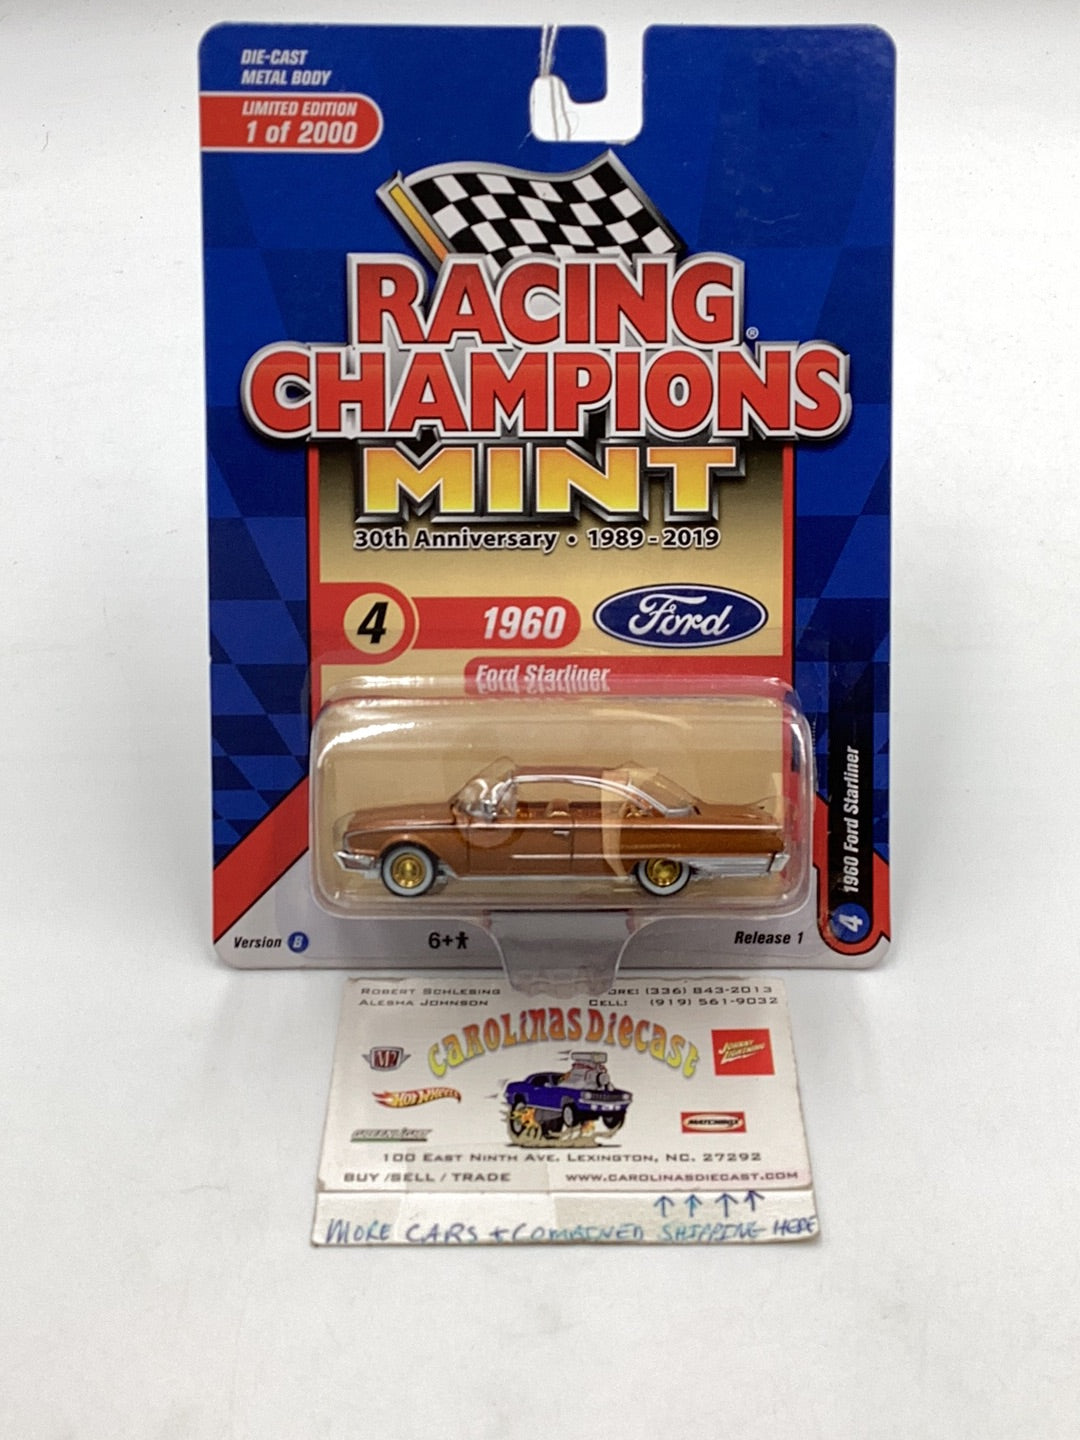 DIE-CAST
METAL BODY
LIMITED EDITION
1 of 2000
RACING
CHAMPIONS®
MINT
30th Anniversary • 1989-2019
4
1960
Ford
Ford Starliner
1960 Ford Starliner
4
Version B
6+
Release 1
ROBERT SCHLESING
ORE: (336) 843-2013
ALESHA JOHNSON
CELL: (919) 561-9032
CAROLINAS DIECAST
M2
JOHNNY LIGHTNING
HOT WHEELS
GREENLIGHT
MATCHBOX
100 EAST NINTH AVE. LEXINGTON, NC. 27292
BUY /SELL / TRADE
WWW.CAROLINASDIECAST.COM
↑ ↑ ↑ ↑
MORE CARS + COMBINED SHIPPING HERE